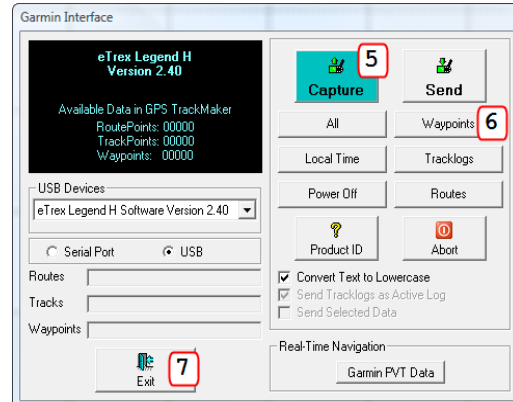 Garmin Interface
eTrex Legend H
Version 2.40
Available Data in GPS TrackMaker
RoutePoints: 00000
TrackPoints: 00000
Waypoints: 00000
USB Devices
eTrex Legend H Software Version 2.40
Serial Port USB
Routes
Tracks
Waypoints
Exit 7
5
Capture Send
All Waypoints 6
Local Time Tracklogs
Power Off Routes
Product ID Abort
Convert Text to Lowercase
Send Tracklogs as Active Log
Send Selected Data
Real-Time Navigation
Garmin PVT Data